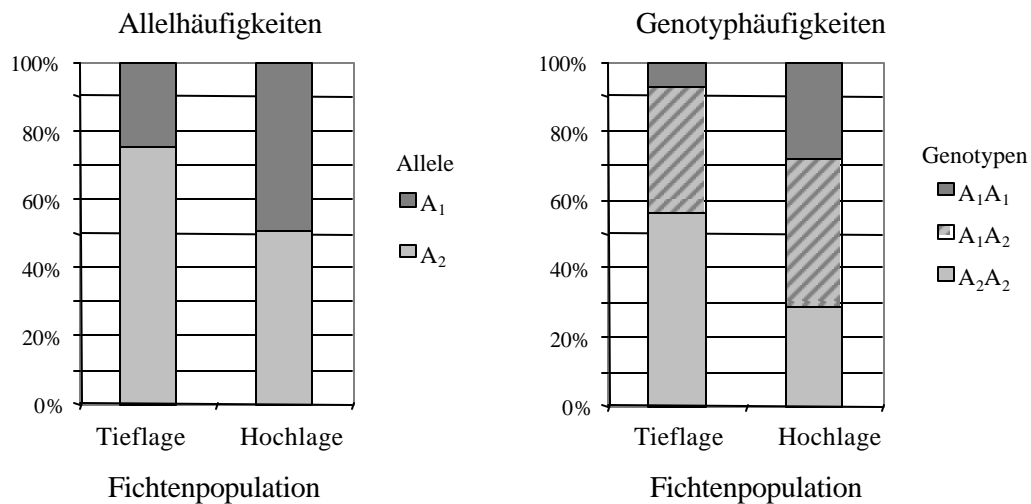 Allelhäufigkeiten
100%
80%
60%
40%
20%
0%
Tieflage Hochlage
Fichtenpopulation
Allele
A₁
A₂
Genotyphäufigkeiten
100%
80%
60%
40%
20%
0%
Tieflage Hochlage
Fichtenpopulation
Genotypen
A₁A₁
A₁A₂
A₂A₂